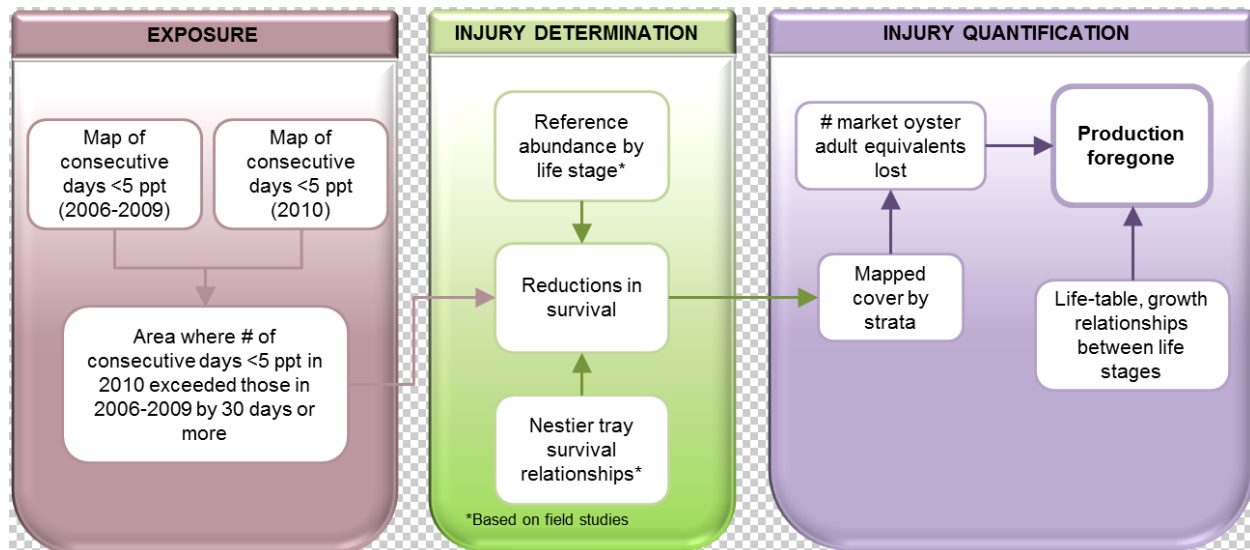 EXPOSURE
Map of
consecutive
days <5 ppt
(2006-2009)
Map of
consecutive
days <5 ppt
(2010)
Area where # of
consecutive days <5 ppt in
2010 exceeded those in
2006-2009 by 30 days or
more
INJURY DETERMINATION
Reference
abundance by
life stage*
Reductions in
survival
Nestier tray
survival
relationships*
*Based on field studies
INJURY QUANTIFICATION
# market oyster
adult equivalents
lost
Production
foregone
Mapped
cover by
strata
Life-table, growth
relationships
between life
stages